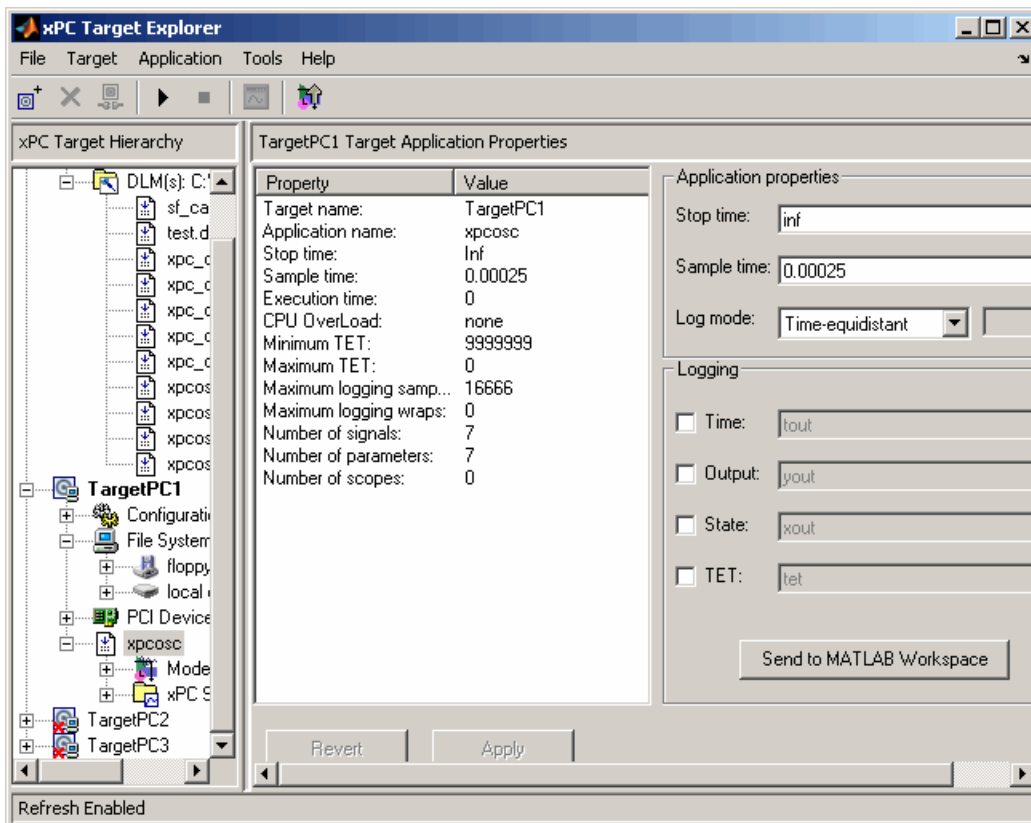 xPC Target Explorer
File Target Application Tools Help
xPC Target Hierarchy
DLM(s): C:\
sf_ca
test.d
xpc_
xpc_
xpc_
xpc_
xpc_
xpcos
xpcos
xpcos
xpcos
TargetPC1
Configurati
File System
floppy
local
PCI Device
xpcosc
Mode
xPC S
TargetPC2
TargetPC3
TargetPC1 Target Application Properties
Property Value
Target name: TargetPC1
Application name: xpcosc
Stop time: Inf
Sample time: 0.00025
Execution time: 0
CPU OverLoad: none
Minimum TET: 9999999
Maximum TET: 0
Maximum logging samp... 16666
Maximum logging wraps: 0
Number of signals: 7
Number of parameters: 7
Number of scopes: 0
Revert Apply
Application properties
Stop time: inf
Sample time: 0.00025
Log mode: Time-equidistant
Logging
Time: tout
Output: yout
State: xout
TET: tet
Send to MATLAB Workspace
Refresh Enabled